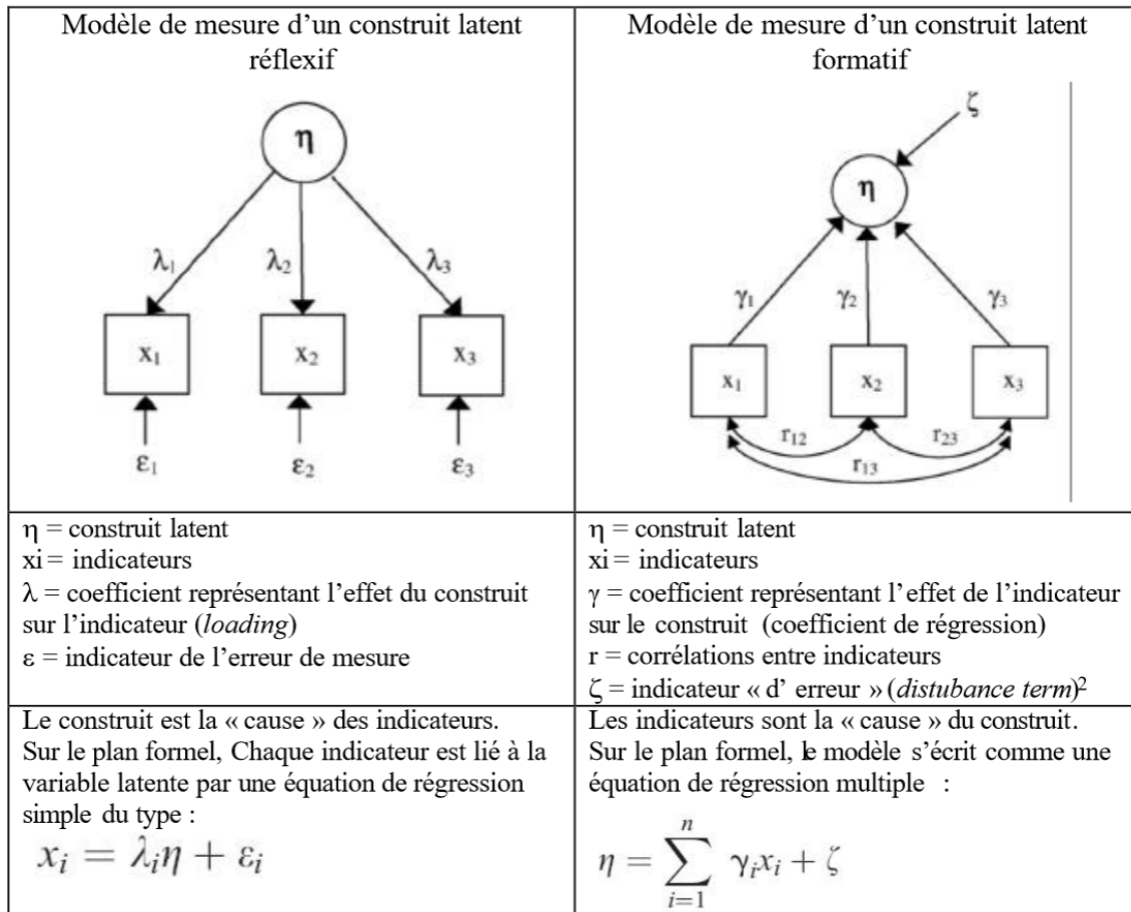 Modèle de mesure d’un construit latent
réflexif
η
λ₁
λ₂
λ₃
x₁
x₂
x₃
ε₁
ε₂
ε₃
η = construit latent
xi = indicateurs
λ = coefficient représentant l’effet du construit
sur l’indicateur (loading)
ε = indicateur de l’erreur de mesure
Le construit est la « cause » des indicateurs.
Sur le plan formel, Chaque indicateur est lié à la
variable latente par une équation de régression
simple du type :
xᵢ = λᵢη + εᵢ
Modèle de mesure d’un construit latent
formatif
ζ
η
γ₁
γ₂
γ₃
x₁
x₂
x₃
r₁₂
r₂₃
r₁₃
η = construit latent
xi = indicateurs
γ = coefficient représentant l’effet de l’indicateur
sur le construit (coefficient de régression)
r = corrélations entre indicateurs
ζ = indicateur « d’ erreur » (distubance term)²
Les indicateurs sont la « cause » du construit.
Sur le plan formel, le modèle s’écrit comme une
équation de régression multiple :
η = ∑ⁿᵢ₌₁ γᵢxᵢ + ζ